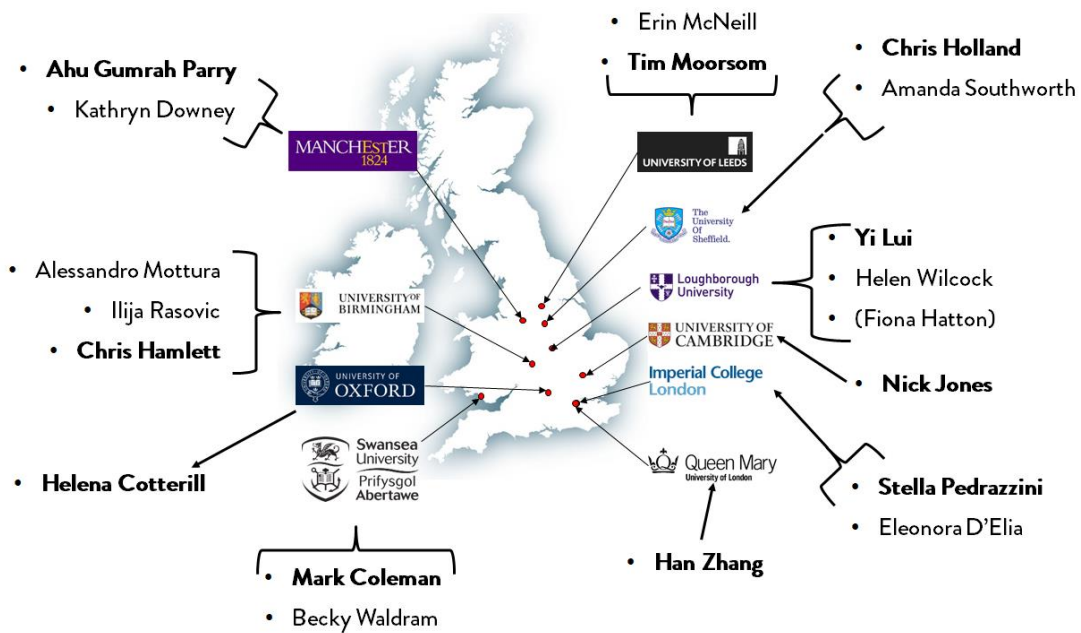 • Erin McNeill
• Tim Moorsom
• Ahu Gumrah Parry
• Kathryn Downey
• Chris Holland
• Amanda Southworth
MANCHESTER
1824
UNIVERSITY OF LEEDS
The
University
Of
Sheffield.
• Alessandro Mottura
• Ilija Rasovic
• Chris Hamlett
UNIVERSITY OF
BIRMINGHAM
Loughborough
University
• Yi Lui
• Helen Wilcock
• (Fiona Hatton)
UNIVERSITY OF
CAMBRIDGE
UNIVERSITY OF
OXFORD
Imperial College
London
• Nick Jones
Swansea
University
Prifysgol
Abertawe
Queen Mary
University of London
• Helena Cotterill
• Stella Pedrazzini
• Eleonora D'Elia
• Han Zhang
• Mark Coleman
• Becky Waldram